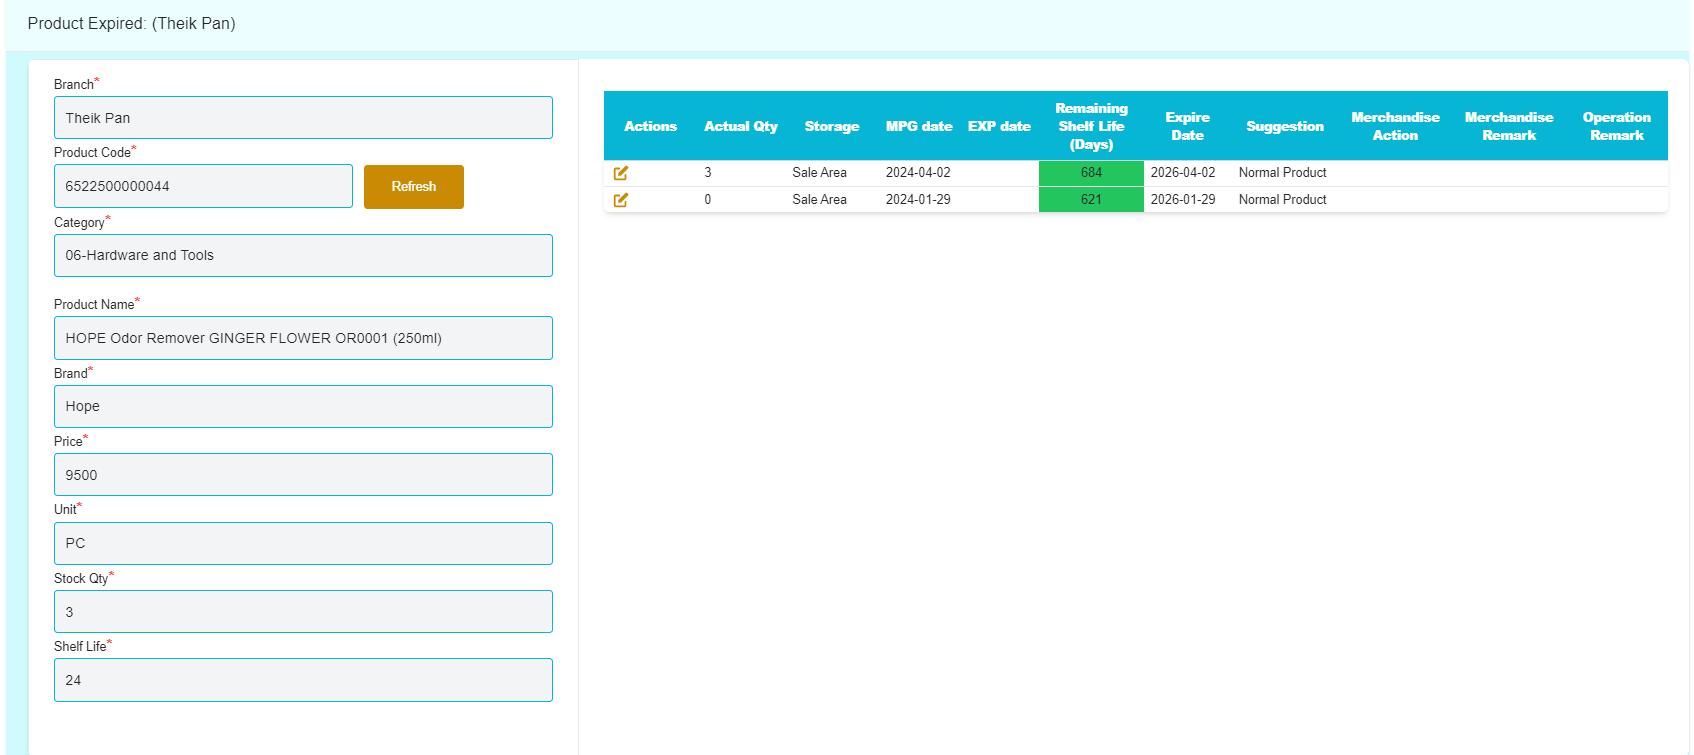 Product Expired: (Theik Pan)
Branch*
Theik Pan
Product Code*
6522500000044
Refresh
Category*
06-Hardware and Tools
Product Name*
HOPE Odor Remover GINGER FLOWER OR0001 (250ml)
Brand*
Hope
Price*
9500
Unit*
PC
Stock Qty*
3
Shelf Life*
24
Actions Actual Qty Storage MPG date EXP date Remaining Shelf Life (Days) Expire Date Suggestion Merchandise Action Merchandise Remark Operation Remark
3 Sale Area 2024-04-02 684 2026-04-02 Normal Product
0 Sale Area 2024-01-29 621 2026-01-29 Normal Product